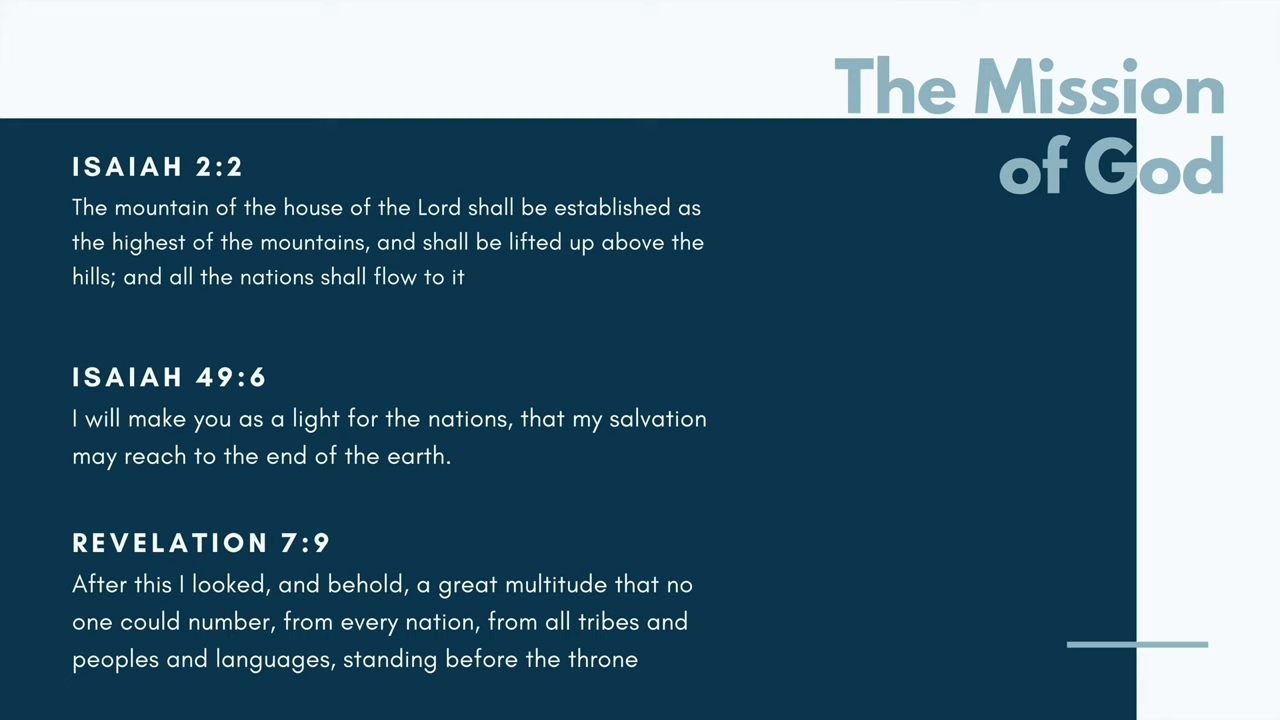 The Mission
of God
ISAIAH 2:2
The mountain of the house of the Lord shall be established as
the highest of the mountains, and shall be lifted up above the
hills; and all the nations shall flow to it
ISAIAH 49:6
I will make you as a light for the nations, that my salvation
may reach to the end of the earth.
REVELATION 7:9
After this I looked, and behold, a great multitude that no
one could number, from every nation, from all tribes and
peoples and languages, standing before the throne